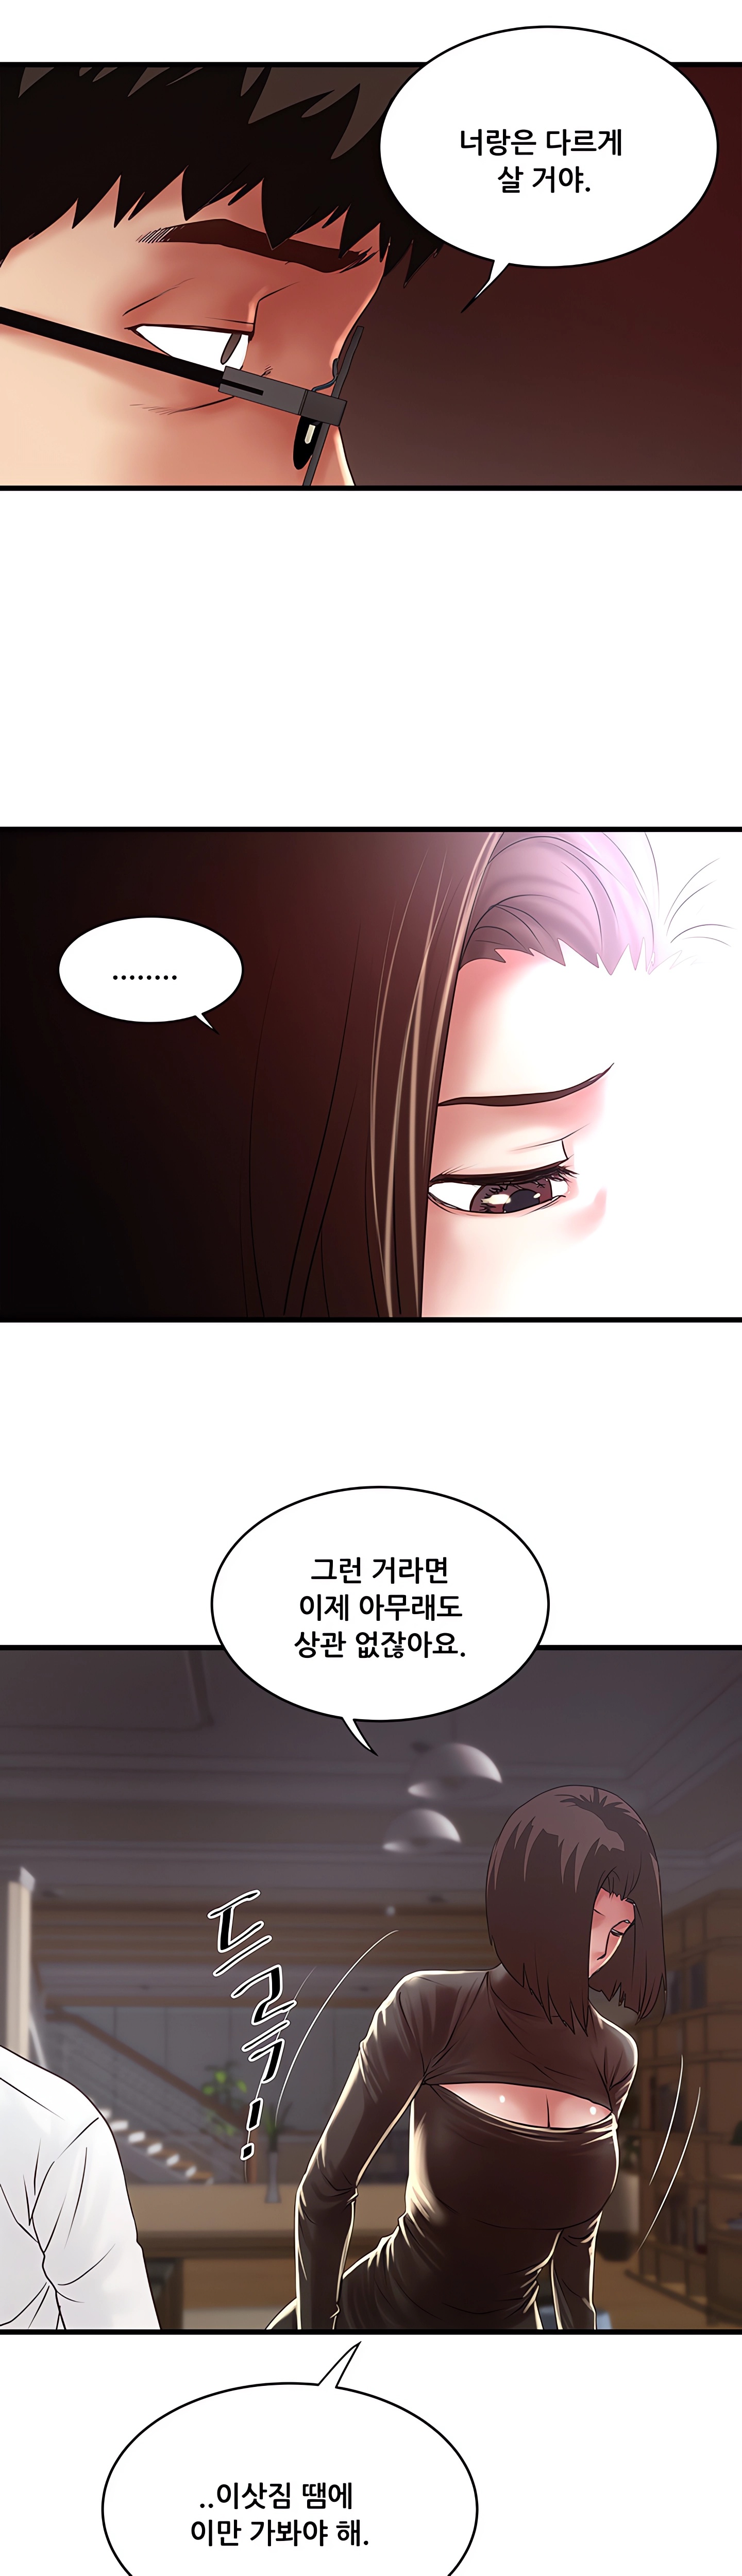 너랑은 다르게
살 거야.
........
그런 거라면
이제 아무래도
상관 없잖아요.
드르륵!
..이삿짐 땜에
이만 가봐야 해.